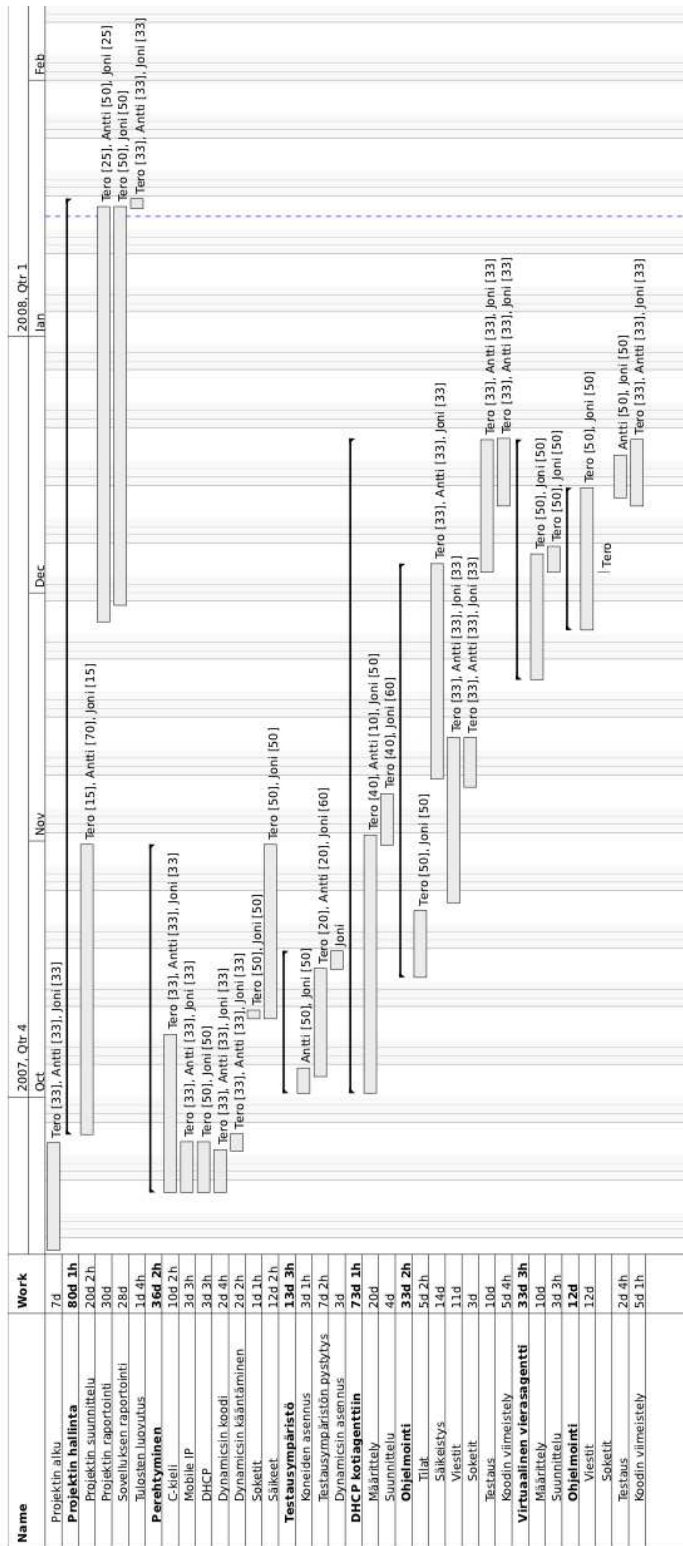 Name Work 2007, Qtr 4 2008, Qtr 1
Oct Nov Dec Jan Feb
Projektin alku 7d Tero [33], Antti [33], Joni [33]
Projektin hallinta 80d 1h
Projektin suunnittelu 20d 2h Tero [15], Antti [70], Joni [15]
Projektin raportointi 30d Tero [25], Antti [50], Joni [25]
Sovelluksen raportointi 28d Tero [50], Joni [50]
Tulosten luovutus 1d 4h Tero [33], Antti [33], Joni [33]
Perehtyminen 36d 2h
C-kieli 10d 2h Tero [33], Antti [33], Joni [33]
Mobile IP 3d 3h Tero [33], Antti [33], Joni [33]
DHCP 3d 3h Tero [50], Joni [50]
Dynamicsin koodi 2d 4h Tero [33], Antti [33], Joni [33]
Dynamicsin kääntäminen 2d 2h Tero [33], Antti [33], Joni [33]
Soketit 1d 1h Tero [50], Joni [50]
Säikeet 12d 2h Tero [50], Joni [50]
Testausympäristö 13d 3h
Koneiden asennus 3d 1h Antti [50], Joni [50]
Testausympäristön pystytys 7d 2h Tero [20], Antti [20], Joni [60]
Dynamicsin asennus 3d Joni
DHCP kotiagenttiin 73d 1h
Määrittely 20d Tero [40], Antti [10], Joni [50]
Suunnittelu 4d Tero [40], Joni [60]
Ohjelmointi 33d 2h
Tilat 5d 2h Tero [50], Joni [50]
Säikeistys 14d Tero [33], Antti [33], Joni [33]
Viestit 11d Tero [33], Antti [33], Joni [33]
Soketit 3d Tero [33], Antti [33], Joni [33]
Testaus 10d Tero [33], Antti [33], Joni [33]
Koodin viimeistely 5d 4h Tero [33], Antti [33], Joni [33]
Virtuaalinen vierasagentti 33d 3h
Määrittely 10d Tero [50], Joni [50]
Suunnittelu 3d 3h Tero [50], Joni [50]
Ohjelmointi 12d
Viestit 12d Tero [50], Joni [50]
Soketit Tero
Testaus 2d 4h Antti [50], Joni [50]
Koodin viimeistely 5d 1h Tero [33], Antti [33], Joni [33]